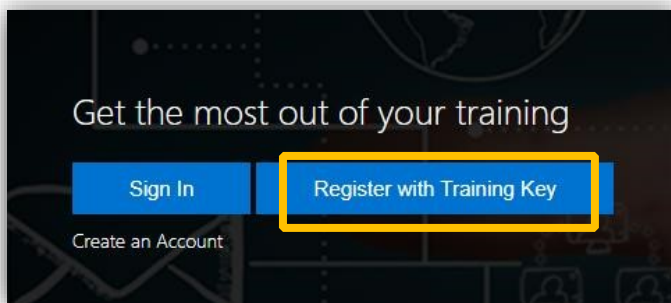 Get the most out of your training
Sign In
Register with Training Key
Create an Account